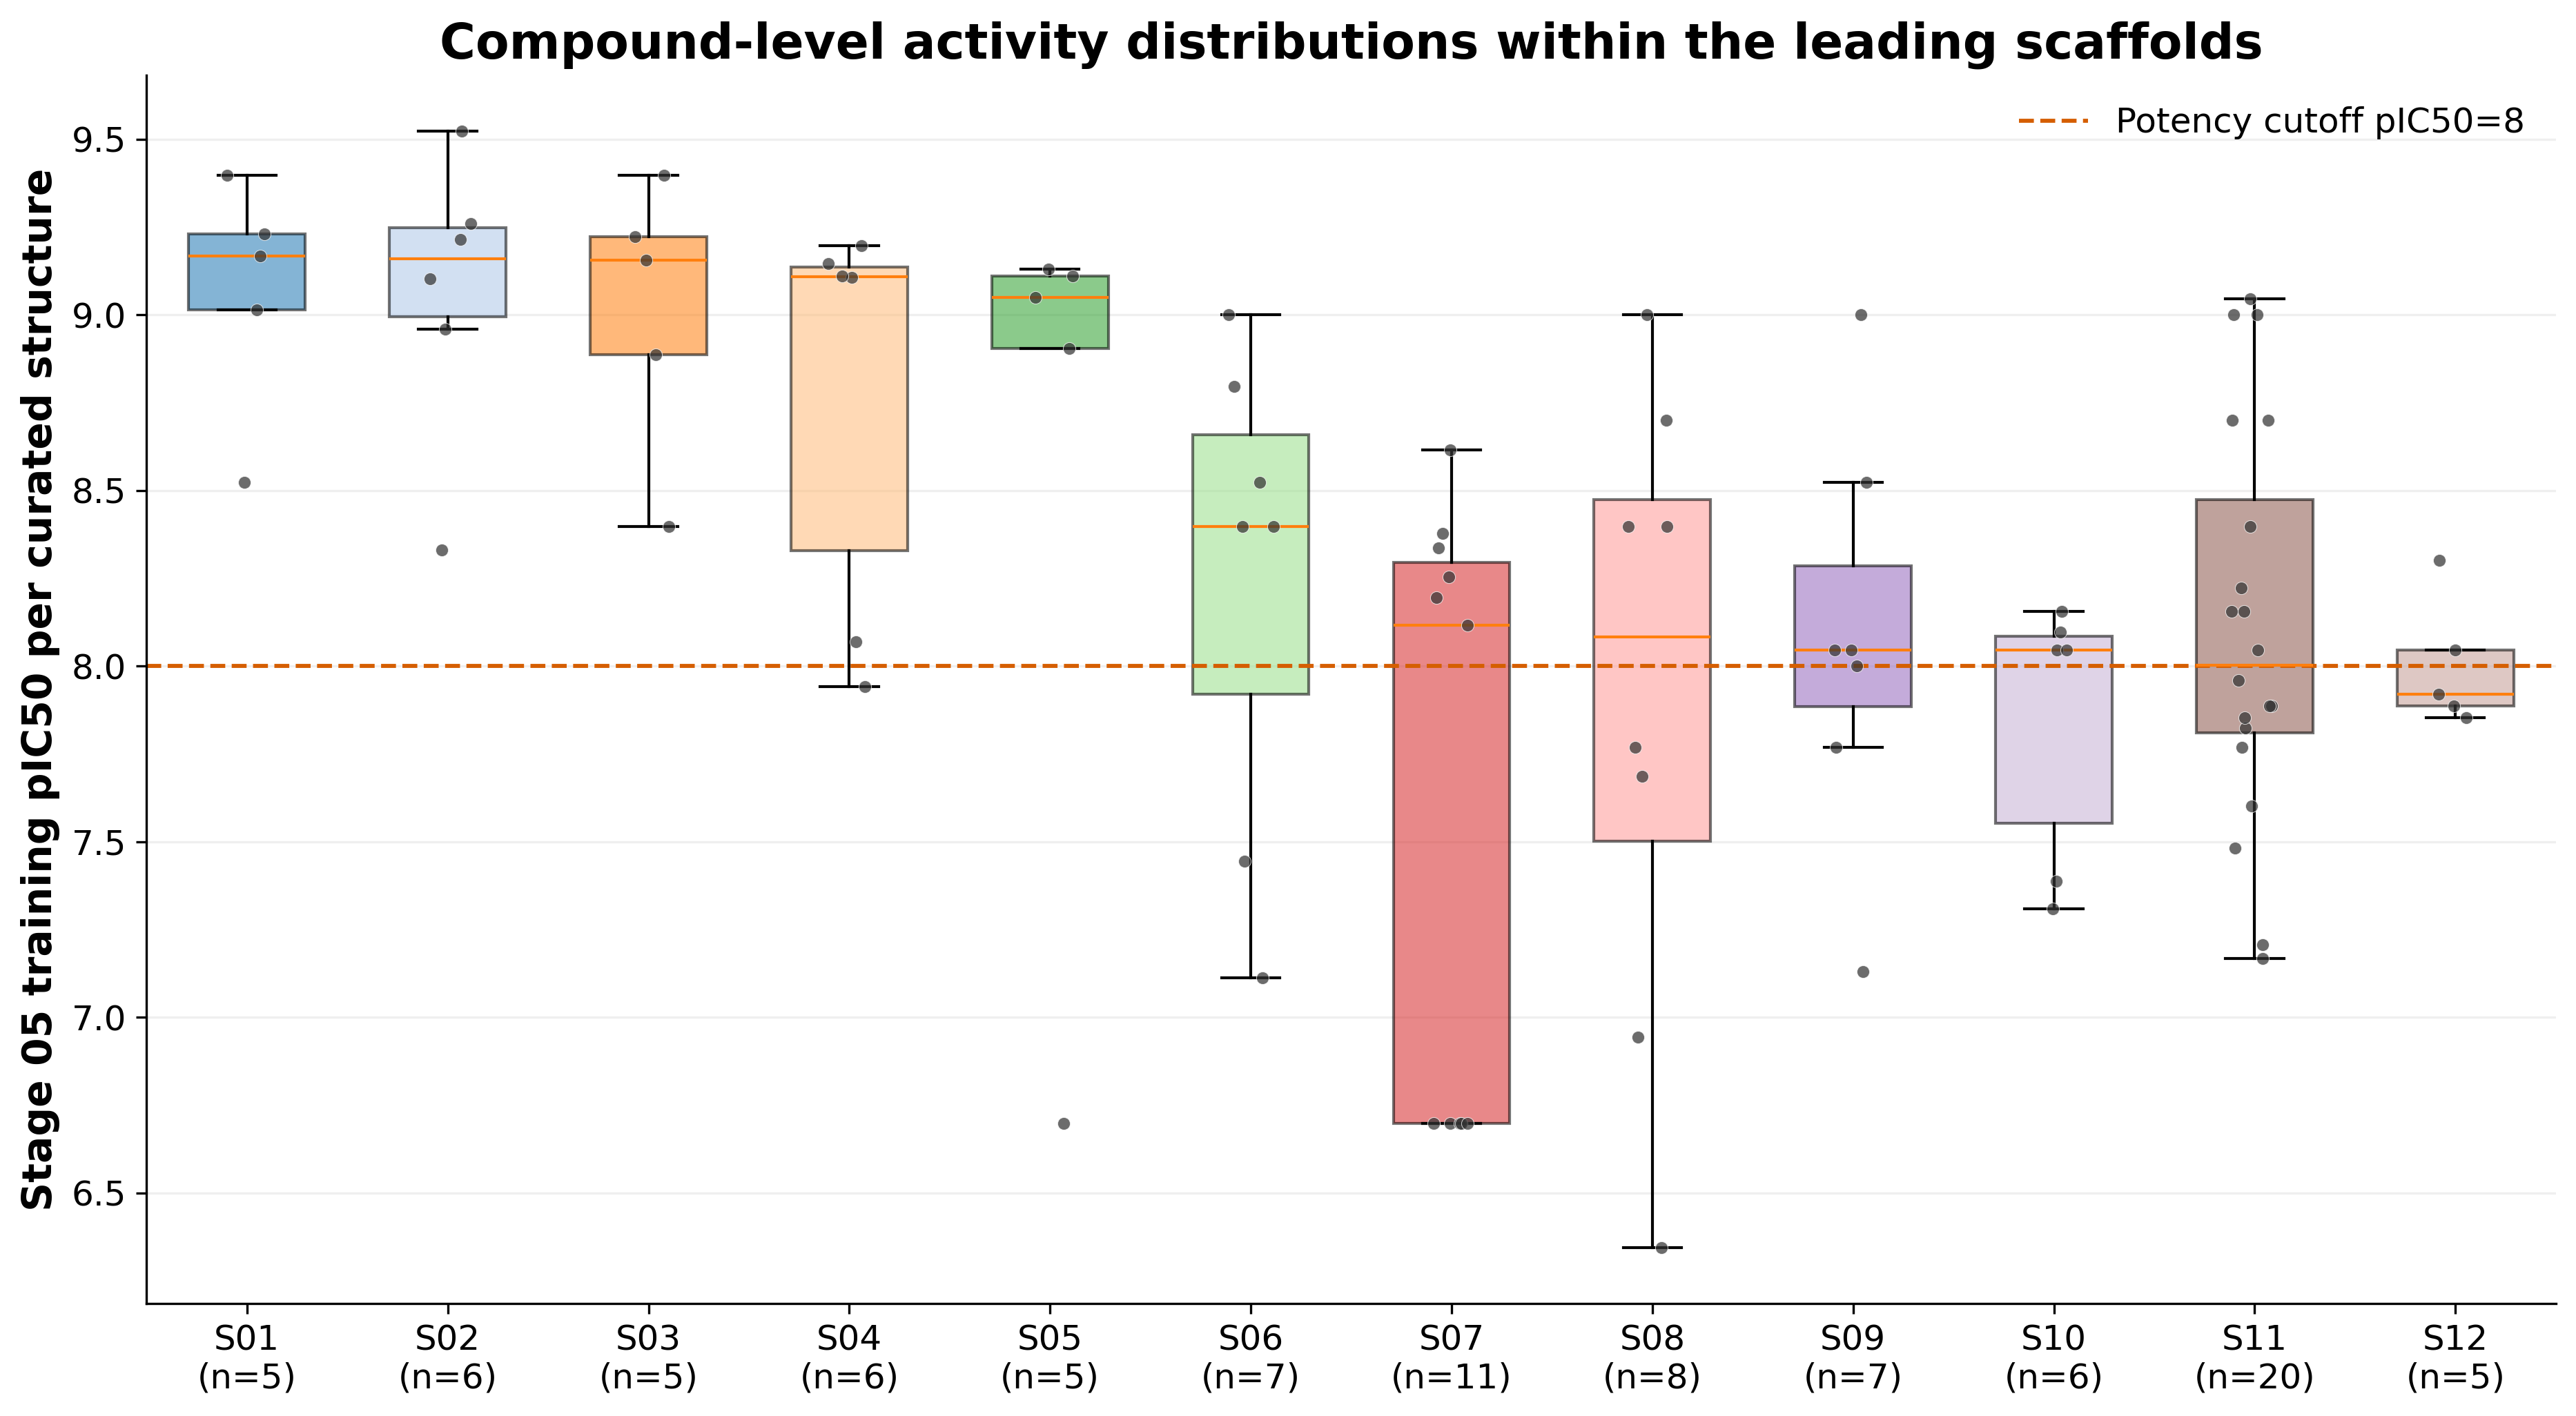 Compound-level activity distributions within the leading scaffolds
Potency cutoff pIC50=8
Stage 05 training pIC50 per curated structure
9.5
9.0
8.5
8.0
7.5
7.0
6.5
S01 S02 S03 S04 S05 S06 S07 S08 S09 S10 S11 S12
(n=5) (n=6) (n=5) (n=6) (n=5) (n=7) (n=11) (n=8) (n=7) (n=6) (n=20) (n=5)